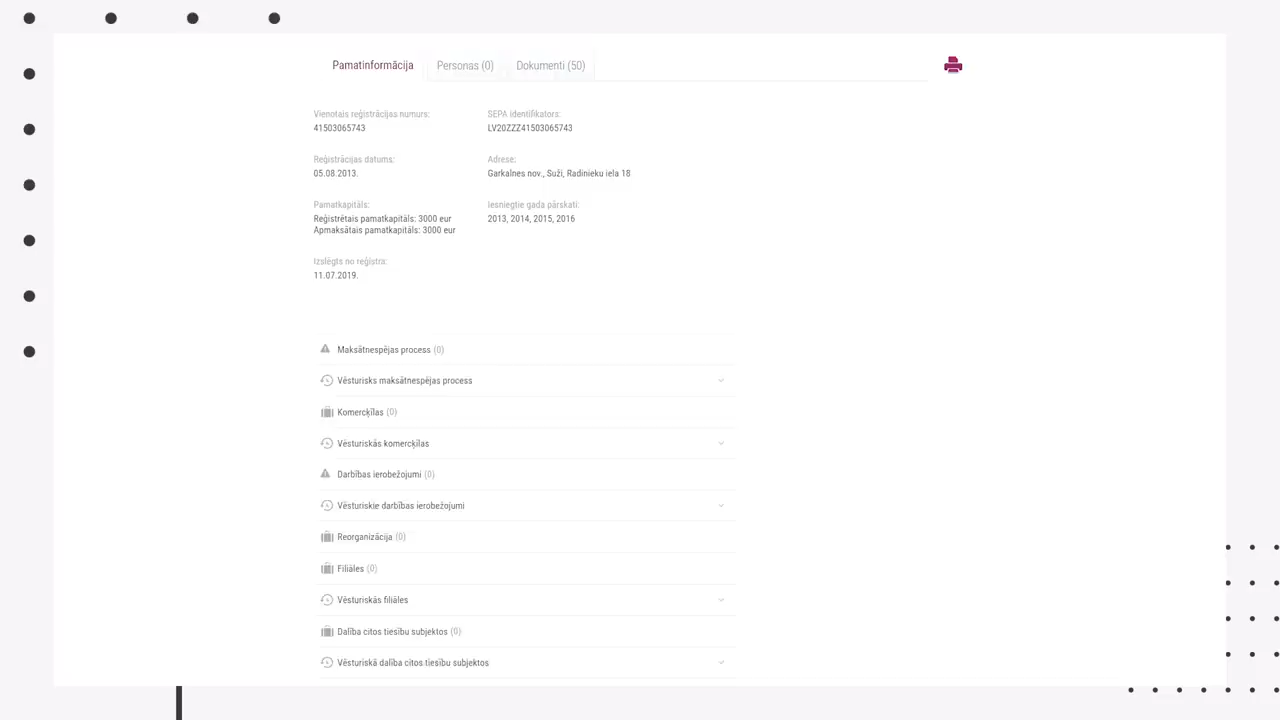 Pamatinformācija
Personas (0)
Dokumenti (50)
Vienotais reģistrācijas numurs:
41503065743
SEPA identifikators:
LV20ZZZ41503065743
Reģistrācijas datums:
05.08.2013.
Adrese:
Garkalnes nov., Suži, Radinieku iela 18
Pamatkapitāls:
Reģistrētais pamatkapitāls: 3000 eur
Apmaksātais pamatkapitāls: 3000 eur
Iesniegtie gada pārskati:
2013, 2014, 2015, 2016
Izslēgts no reģistra:
11.07.2019.
Maksātnespējas process (0)
Vēsturisks maksātnespējas process
Komercķīlas (0)
Vēsturiskās komercķīlas
Darbības ierobežojumi (0)
Vēsturiskie darbības ierobežojumi
Reorganizācija (0)
Filiāles (0)
Vēsturiskās filiāles
Dalība citos tiesību subjektos (0)
Vēsturiskā dalība citos tiesību subjektos